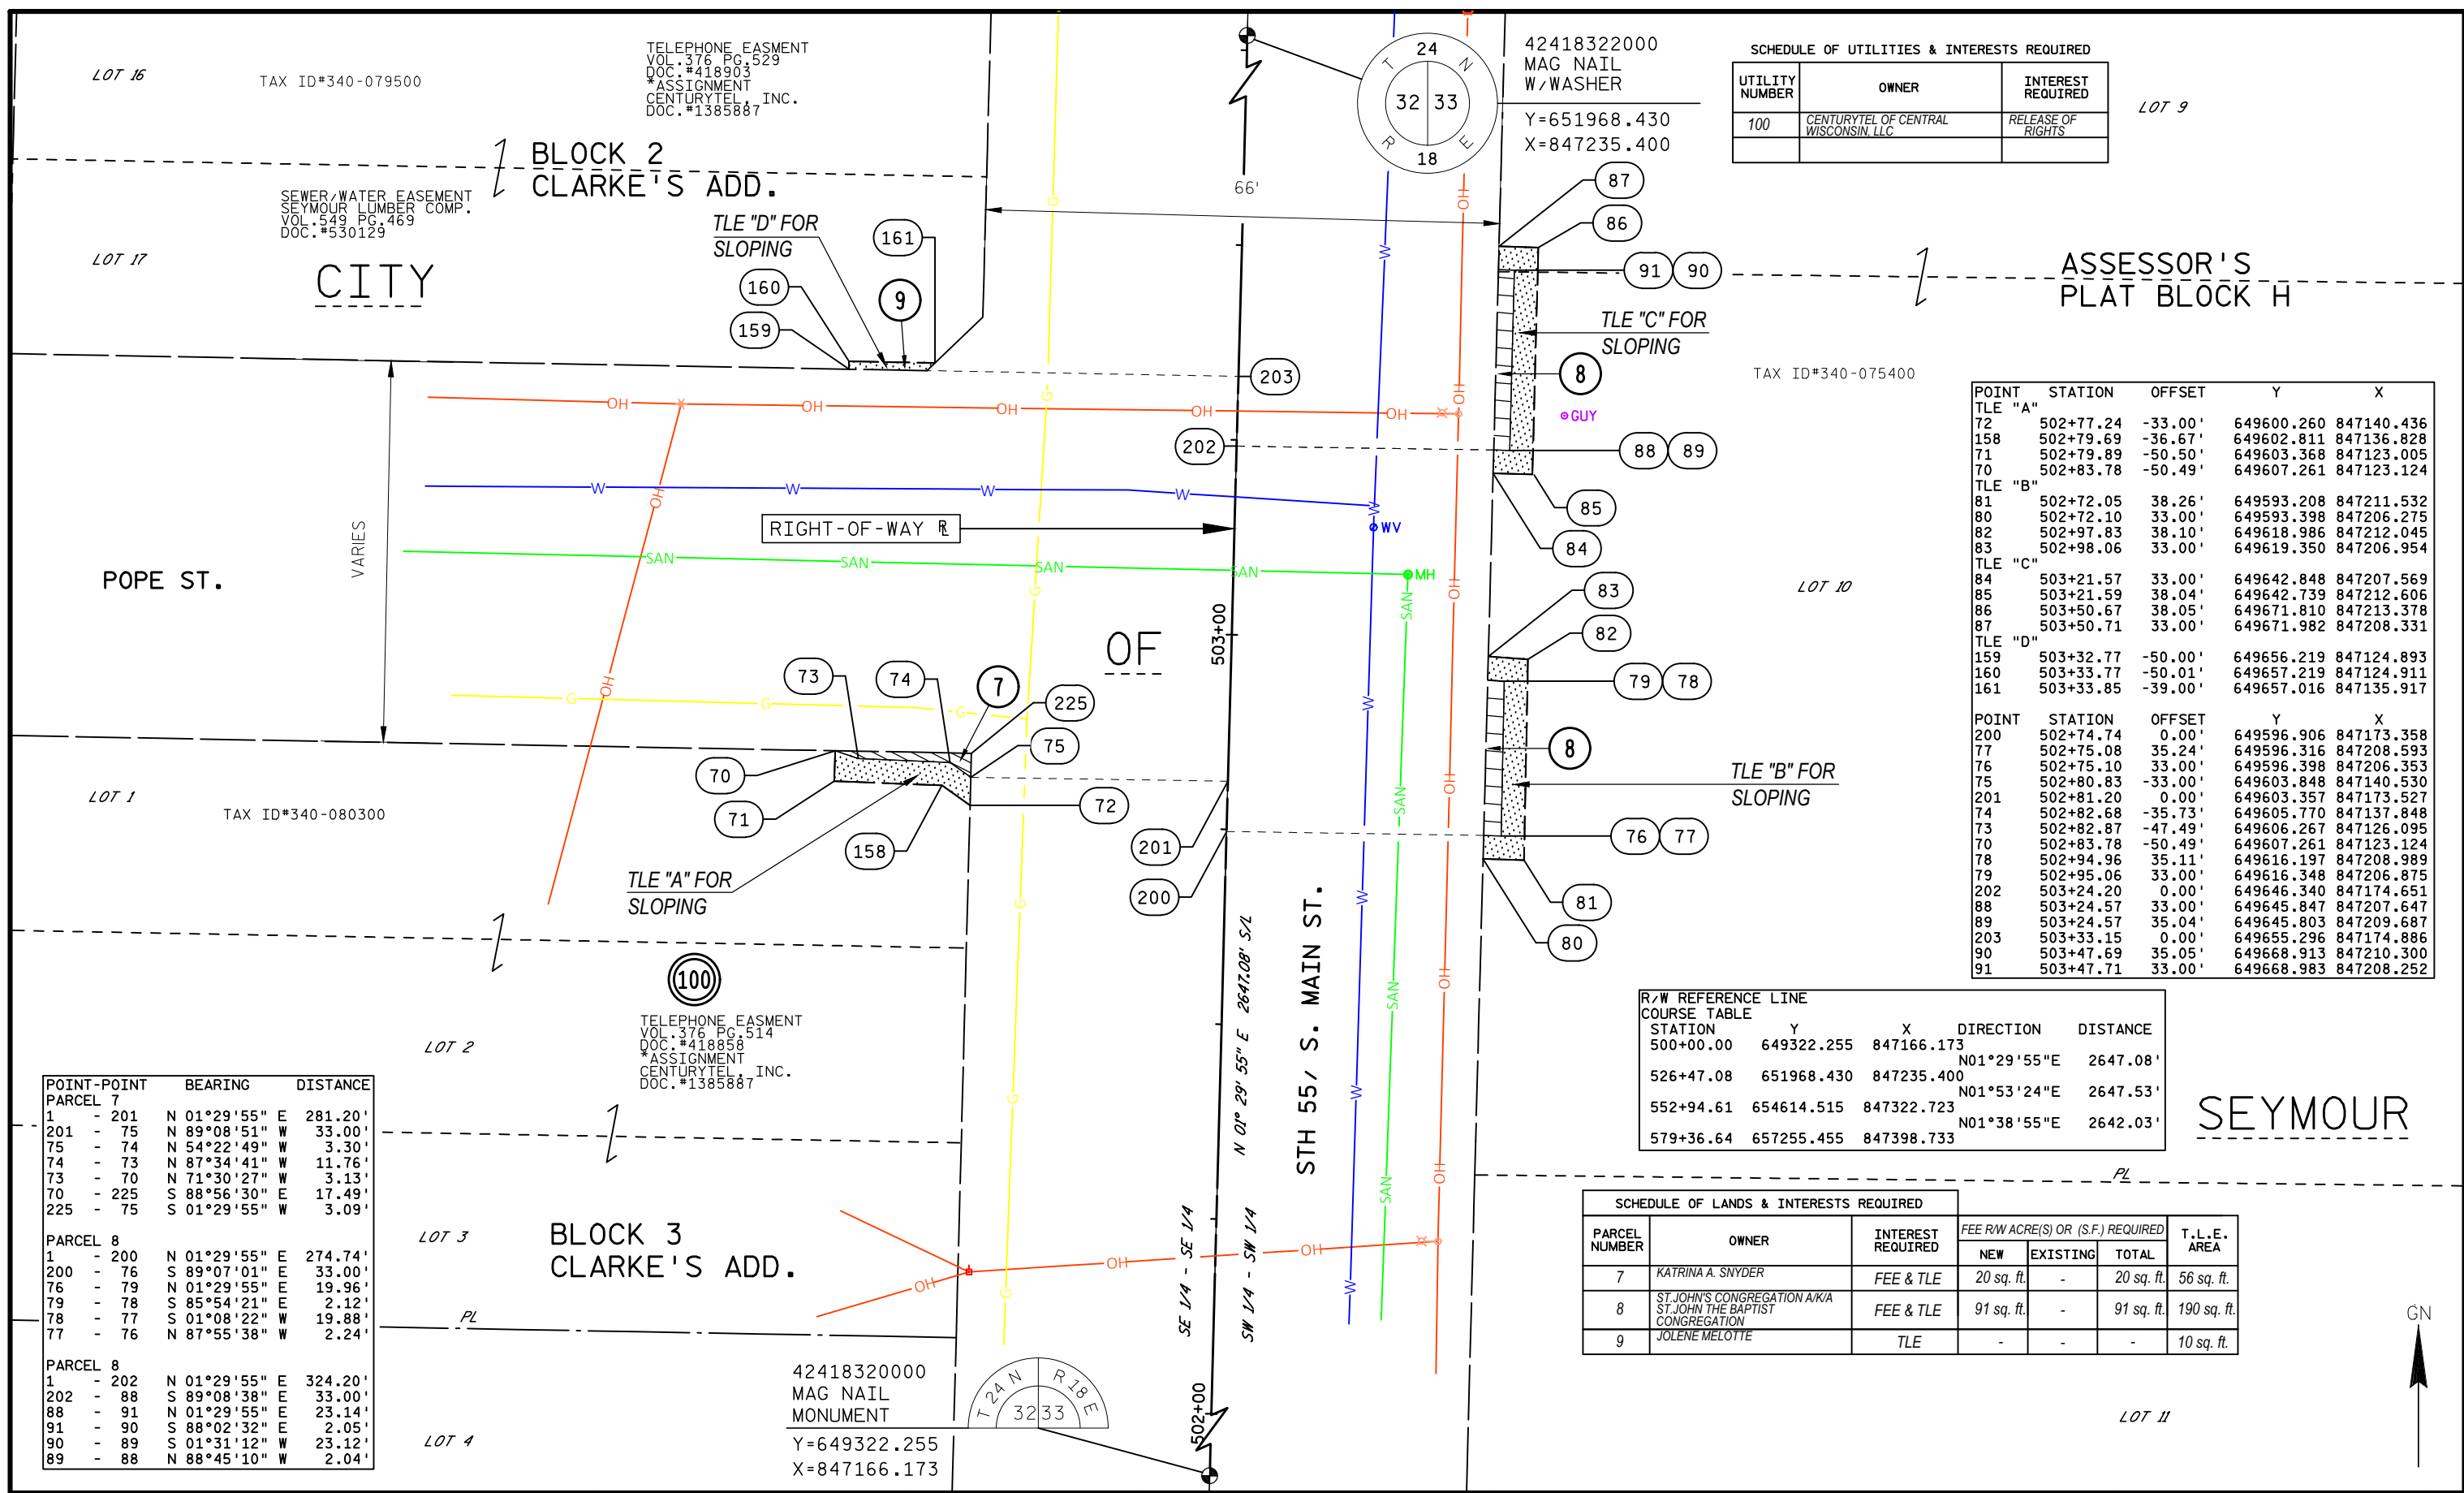 LOT 16
TAX ID#340-079500
TELEPHONE EASMENT
VOL.376 PG.529
DOC.#418903
*ASSIGNMENT
CENTURYTEL, INC.
DOC.#1385887
BLOCK 2
CLARKE'S ADD.
SEWER/WATER EASEMENT
SEYMOUR LUMBER COMP.
VOL.549 PG.469
DOC.#530129
LOT 17
CITY
TLE "D" FOR
SLOPING
161
160
159
9
66'
T 24 N
32 33
R 18 E
42418322000
MAG NAIL
W/WASHER
Y=651968.430
X=847235.400
SCHEDULE OF UTILITIES & INTERESTS REQUIRED
UTILITY NUMBER OWNER INTEREST REQUIRED
100 CENTURYTEL OF CENTRAL WISCONSIN, LLC RELEASE OF RIGHTS
LOT 9
87
86
91 90
ASSESSOR'S
PLAT BLOCK H
TLE "C" FOR
SLOPING
8
GUY
TAX ID#340-075400
203
202
88 89
85
84
OH OH OH OH OH
OH
OH
OH
OH
OH
OH
OH
OH
OH
OH
OH
OH
OH
W W W W
W
W
W
W
W
W
WV
G
G
G
G
G
G
G G G
SAN SAN SAN SAN
SAN
SAN
SAN
SAN
MH
RIGHT-OF-WAY R/L
VARIES
POPE ST.
OF
503+00
LOT 10
83
82
79 78
73
74
7
225
75
70
71
72
158
201
200
8
TLE "B" FOR
SLOPING
76 77
81
80
LOT 1
TAX ID#340-080300
TLE "A" FOR
SLOPING
POINT STATION OFFSET Y X
TLE "A"
72 502+77.24 -33.00' 649600.260 847140.436
158 502+79.69 -36.67' 649602.811 847136.828
71 502+79.89 -50.50' 649603.368 847123.005
70 502+83.78 -50.49' 649607.261 847123.124
TLE "B"
81 502+72.05 38.26' 649593.208 847211.532
80 502+72.10 33.00' 649593.398 847206.275
82 502+97.83 38.10' 649618.986 847212.045
83 502+98.06 33.00' 649619.350 847206.954
TLE "C"
84 503+21.57 33.00' 649642.848 847207.569
85 503+21.59 38.04' 649642.739 847212.606
86 503+50.67 38.05' 649671.810 847213.378
87 503+50.71 33.00' 649671.982 847208.331
TLE "D"
159 503+32.77 -50.00' 649656.219 847124.893
160 503+33.77 -50.01' 649657.219 847124.911
161 503+33.85 -39.00' 649657.016 847135.917
POINT STATION OFFSET Y X
200 502+74.74 0.00' 649596.906 847173.358
77 502+75.08 35.24' 649596.316 847208.593
76 502+75.10 33.00' 649596.398 847206.353
75 502+80.83 -33.00' 649603.848 847140.530
201 502+81.20 0.00' 649603.357 847173.527
74 502+82.68 -35.73' 649605.770 847137.848
73 502+82.87 -47.49' 649606.267 847126.095
70 502+83.78 -50.49' 649607.261 847123.124
78 502+94.96 35.11' 649616.197 847208.989
79 502+95.06 33.00' 649616.348 847206.875
202 503+24.20 0.00' 649646.340 847174.651
88 503+24.57 33.00' 649645.847 847207.647
89 503+24.57 35.04' 649645.803 847209.687
203 503+33.15 0.00' 649655.296 847174.886
90 503+47.69 35.05' 649668.913 847210.300
91 503+47.71 33.00' 649668.983 847208.252
100
TELEPHONE EASMENT
VOL.376 PG.514
DOC.#418858
*ASSIGNMENT
CENTURYTEL, INC.
DOC.#1385887
LOT 2
N 01° 29' 55" E 2647.08' S/L
STH 55/ S. MAIN ST.
R/W REFERENCE LINE
COURSE TABLE
STATION Y X DIRECTION DISTANCE
500+00.00 649322.255 847166.173
N01°29'55"E 2647.08'
526+47.08 651968.430 847235.400
N01°53'24"E 2647.53'
552+94.61 654614.515 847322.723
N01°38'55"E 2642.03'
579+36.64 657255.455 847398.733
SEYMOUR
PL
POINT-POINT BEARING DISTANCE
PARCEL 7
1 - 201 N 01°29'55" E 281.20'
201 - 75 N 89°08'51" W 33.00'
75 - 74 N 54°22'49" W 3.30'
74 - 73 N 87°34'41" W 11.76'
73 - 70 N 71°30'27" W 3.13'
70 - 225 S 88°56'30" E 17.49'
225 - 75 S 01°29'55" W 3.09'
PARCEL 8
1 - 200 N 01°29'55" E 274.74'
200 - 76 S 89°07'01" E 33.00'
76 - 79 N 01°29'55" E 19.96'
79 - 78 S 85°54'21" E 2.12'
78 - 77 S 01°08'22" W 19.88'
77 - 76 N 87°55'38" W 2.24'
PARCEL 8
1 - 202 N 01°29'55" E 324.20'
202 - 88 S 89°08'38" E 33.00'
88 - 91 N 01°29'55" E 23.14'
91 - 90 S 88°02'32" E 2.05'
90 - 89 S 01°31'12" W 23.12'
89 - 88 N 88°45'10" W 2.04'
LOT 3
BLOCK 3
CLARKE'S ADD.
PL
LOT 4
42418320000
MAG NAIL
MONUMENT
Y=649322.255
X=847166.173
T 24 N R 18 E
32 33
SE 1/4 - SE 1/4
SW 1/4 - SW 1/4
502+00
SCHEDULE OF LANDS & INTERESTS REQUIRED
PARCEL NUMBER OWNER INTEREST REQUIRED FEE R/W ACRE(S) OR (S.F.) REQUIRED T.L.E. AREA
NEW EXISTING TOTAL
7 KATRINA A. SNYDER FEE & TLE 20 sq. ft. - 20 sq. ft. 56 sq. ft.
8 ST.JOHN'S CONGREGATION A/K/A ST.JOHN THE BAPTIST CONGREGATION FEE & TLE 91 sq. ft. - 91 sq. ft. 190 sq. ft.
9 JOLENE MELOTTE TLE - - - 10 sq. ft.
GN
LOT 11